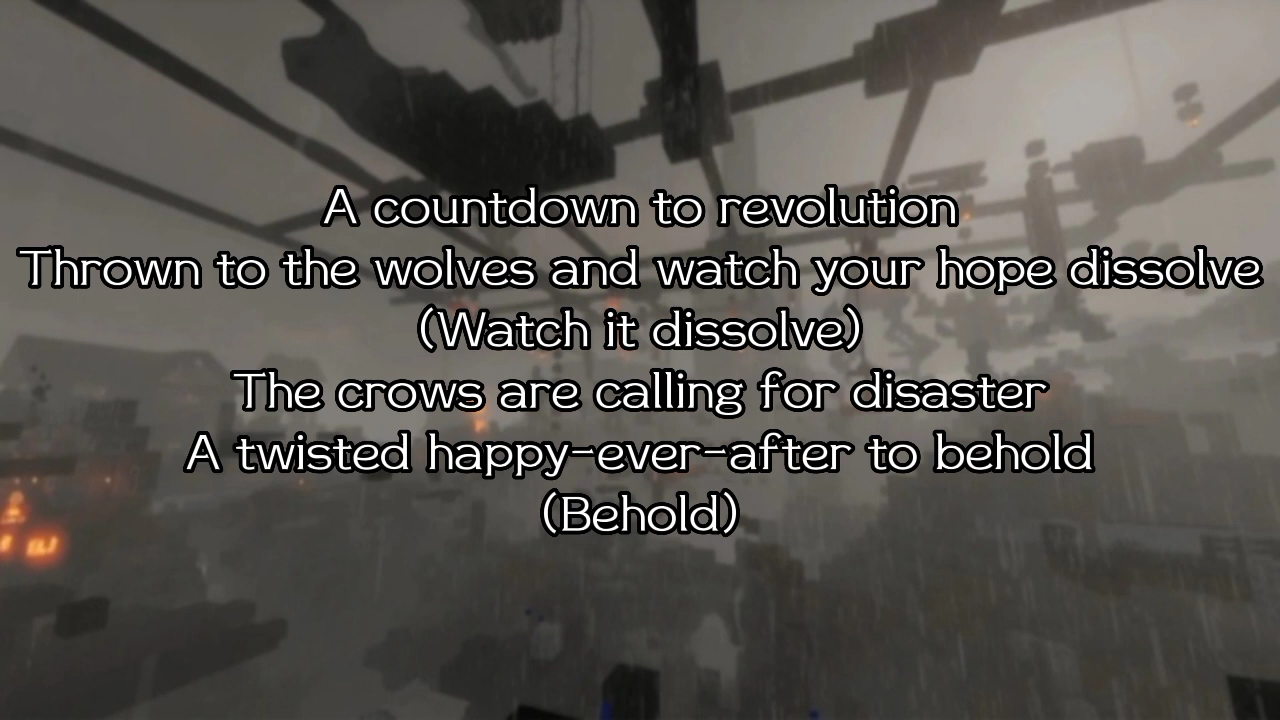 A countdown to revolution
Thrown to the wolves and watch your hope dissolve
(Watch it dissolve)
The crows are calling for disaster
A twisted happy-ever-after to behold
(Behold)